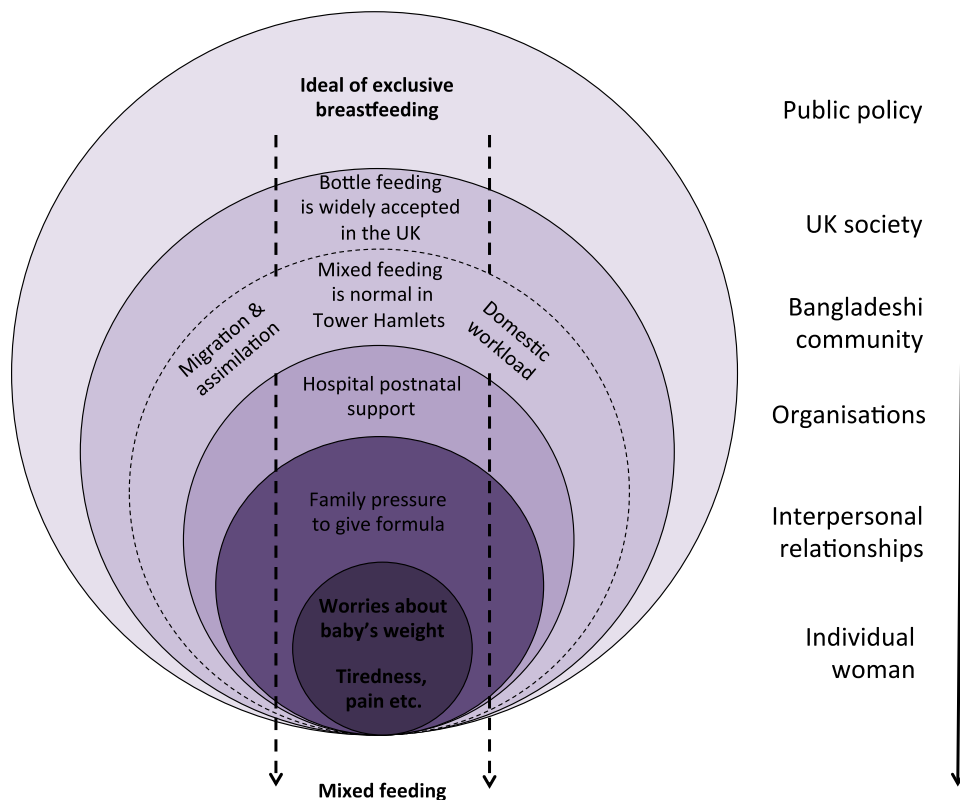 Ideal of exclusive
breastfeeding
Public policy
Bottle feeding
is widely accepted
in the UK
UK society
Mixed feeding
is normal in
Tower Hamlets
Migration &
assimilation
Domestic
workload
Bangladeshi
community
Hospital postnatal
support
Organisations
Family pressure
to give formula
Interpersonal
relationships
Worries about
baby's weight
Tiredness,
pain etc.
Individual
woman
Mixed feeding